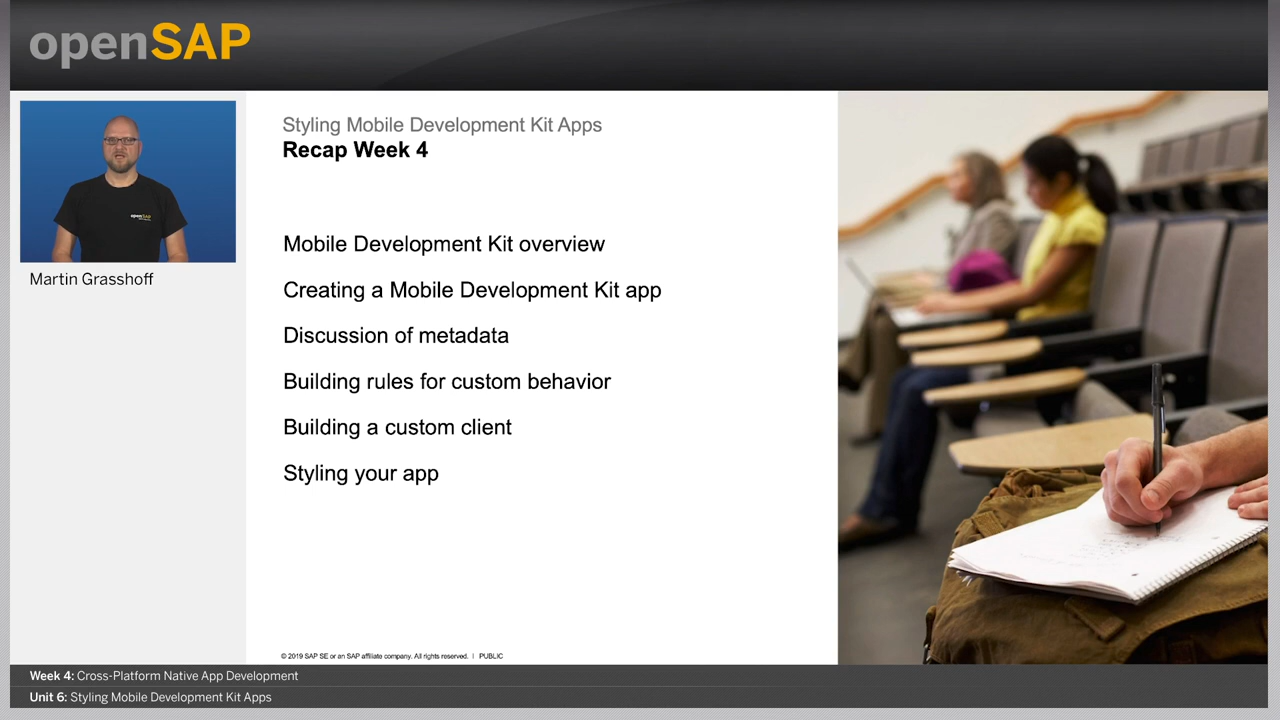 openSAP
Styling Mobile Development Kit Apps
Recap Week 4
openSAP
Martin Grasshoff
Mobile Development Kit overview
Creating a Mobile Development Kit app
Discussion of metadata
Building rules for custom behavior
Building a custom client
Styling your app
© 2019 SAP SE or an SAP affiliate company. All rights reserved. | PUBLIC
Week 4: Cross-Platform Native App Development
Unit 6: Styling Mobile Development Kit Apps